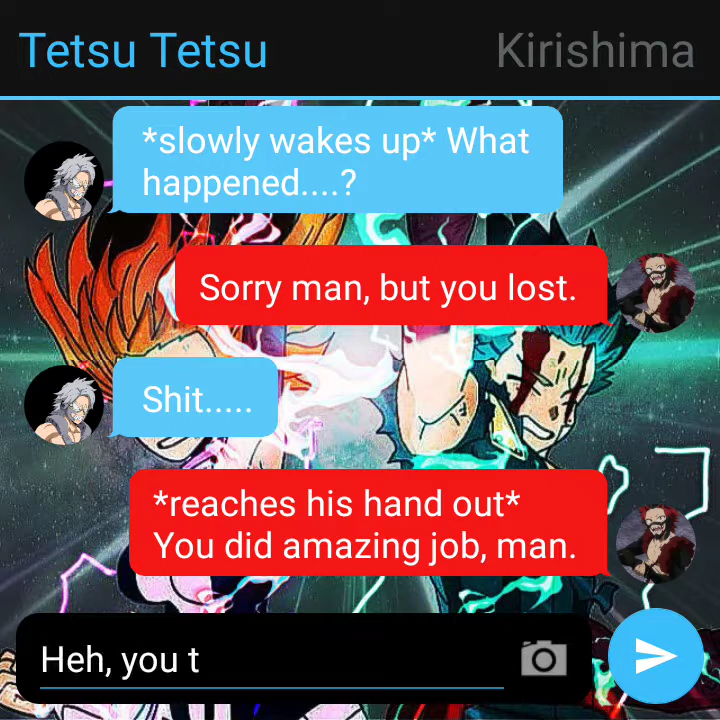 Tetsu Tetsu
Kirishima
*slowly wakes up* What
happened....?
Sorry man, but you lost.
Shit.....
*reaches his hand out*
You did amazing job, man.
Heh, you t